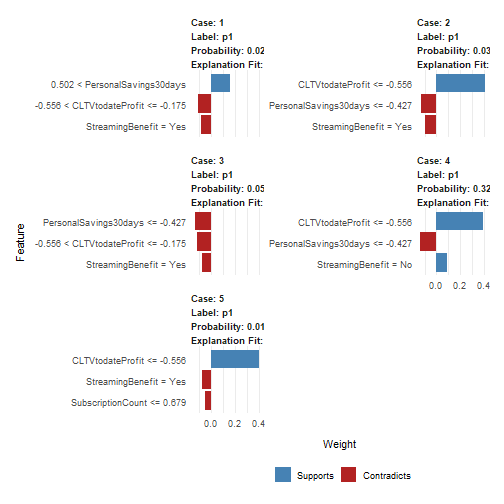 Case: 1
Label: p1
Probability: 0.02
Explanation Fit:
0.502 < PersonalSavings30days
-0.556 < CLTVtodateProfit <= -0.175
StreamingBenefit = Yes
Case: 2
Label: p1
Probability: 0.03
Explanation Fit:
CLTVtodateProfit <= -0.556
PersonalSavings30days <= -0.427
StreamingBenefit = Yes
Case: 3
Label: p1
Probability: 0.05
Explanation Fit:
PersonalSavings30days <= -0.427
-0.556 < CLTVtodateProfit <= -0.175
StreamingBenefit = Yes
Case: 4
Label: p1
Probability: 0.32
Explanation Fit:
CLTVtodateProfit <= -0.556
PersonalSavings30days <= -0.427
StreamingBenefit = No
0.0 0.2 0.4
Case: 5
Label: p1
Probability: 0.01
Explanation Fit:
CLTVtodateProfit <= -0.556
StreamingBenefit = Yes
SubscriptionCount <= 0.679
0.0 0.2 0.4
Feature
Weight
Supports Contradicts